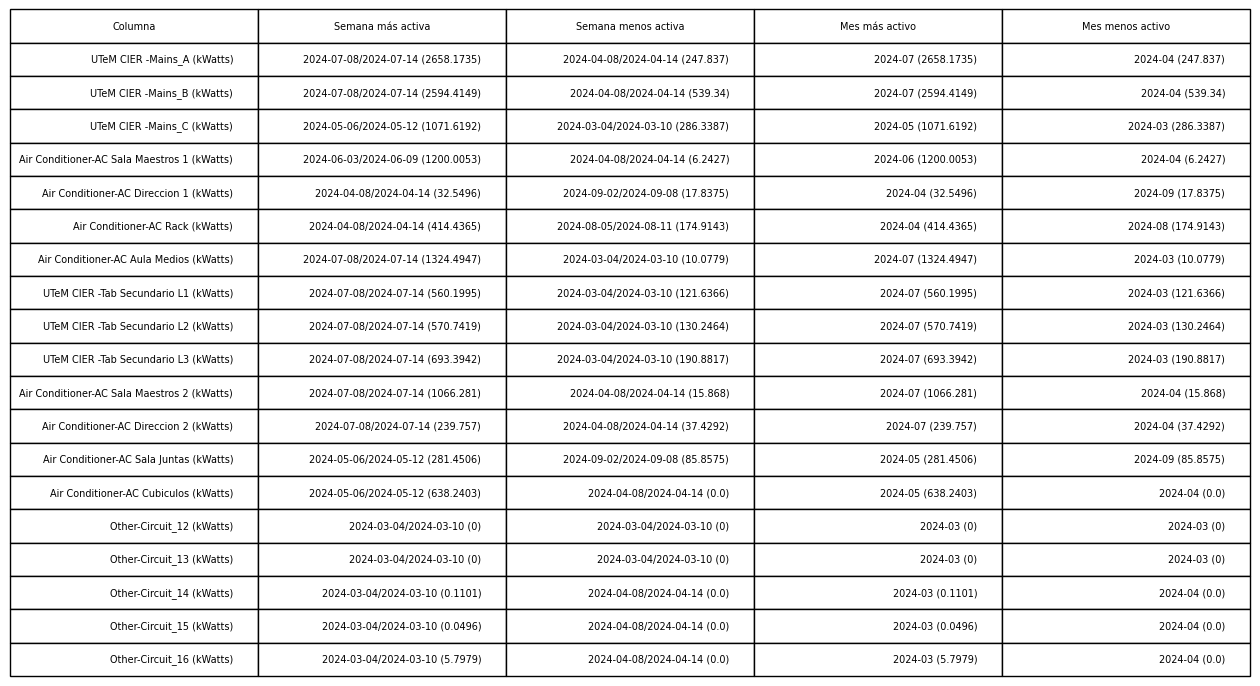 Columna Semana más activa Semana menos activa Mes más activo Mes menos activo
UTeM CIER -Mains_A (kWatts) 2024-07-08/2024-07-14 (2658.1735) 2024-04-08/2024-04-14 (247.837) 2024-07 (2658.1735) 2024-04 (247.837)
UTeM CIER -Mains_B (kWatts) 2024-07-08/2024-07-14 (2594.4149) 2024-04-08/2024-04-14 (539.34) 2024-07 (2594.4149) 2024-04 (539.34)
UTeM CIER -Mains_C (kWatts) 2024-05-06/2024-05-12 (1071.6192) 2024-03-04/2024-03-10 (286.3387) 2024-05 (1071.6192) 2024-03 (286.3387)
Air Conditioner-AC Sala Maestros 1 (kWatts) 2024-06-03/2024-06-09 (1200.0053) 2024-04-08/2024-04-14 (6.2427) 2024-06 (1200.0053) 2024-04 (6.2427)
Air Conditioner-AC Direccion 1 (kWatts) 2024-04-08/2024-04-14 (32.5496) 2024-09-02/2024-09-08 (17.8375) 2024-04 (32.5496) 2024-09 (17.8375)
Air Conditioner-AC Rack (kWatts) 2024-04-08/2024-04-14 (414.4365) 2024-08-05/2024-08-11 (174.9143) 2024-04 (414.4365) 2024-08 (174.9143)
Air Conditioner-AC Aula Medios (kWatts) 2024-07-08/2024-07-14 (1324.4947) 2024-03-04/2024-03-10 (10.0779) 2024-07 (1324.4947) 2024-03 (10.0779)
UTeM CIER -Tab Secundario L1 (kWatts) 2024-07-08/2024-07-14 (560.1995) 2024-03-04/2024-03-10 (121.6366) 2024-07 (560.1995) 2024-03 (121.6366)
UTeM CIER -Tab Secundario L2 (kWatts) 2024-07-08/2024-07-14 (570.7419) 2024-03-04/2024-03-10 (130.2464) 2024-07 (570.7419) 2024-03 (130.2464)
UTeM CIER -Tab Secundario L3 (kWatts) 2024-07-08/2024-07-14 (693.3942) 2024-03-04/2024-03-10 (190.8817) 2024-07 (693.3942) 2024-03 (190.8817)
Air Conditioner-AC Sala Maestros 2 (kWatts) 2024-07-08/2024-07-14 (1066.281) 2024-04-08/2024-04-14 (15.868) 2024-07 (1066.281) 2024-04 (15.868)
Air Conditioner-AC Direccion 2 (kWatts) 2024-07-08/2024-07-14 (239.757) 2024-04-08/2024-04-14 (37.4292) 2024-07 (239.757) 2024-04 (37.4292)
Air Conditioner-AC Sala Juntas (kWatts) 2024-05-06/2024-05-12 (281.4506) 2024-09-02/2024-09-08 (85.8575) 2024-05 (281.4506) 2024-09 (85.8575)
Air Conditioner-AC Cubiculos (kWatts) 2024-05-06/2024-05-12 (638.2403) 2024-04-08/2024-04-14 (0.0) 2024-05 (638.2403) 2024-04 (0.0)
Other-Circuit_12 (kWatts) 2024-03-04/2024-03-10 (0) 2024-03-04/2024-03-10 (0) 2024-03 (0) 2024-03 (0)
Other-Circuit_13 (kWatts) 2024-03-04/2024-03-10 (0) 2024-03-04/2024-03-10 (0) 2024-03 (0) 2024-03 (0)
Other-Circuit_14 (kWatts) 2024-03-04/2024-03-10 (0.1101) 2024-04-08/2024-04-14 (0.0) 2024-03 (0.1101) 2024-04 (0.0)
Other-Circuit_15 (kWatts) 2024-03-04/2024-03-10 (0.0496) 2024-04-08/2024-04-14 (0.0) 2024-03 (0.0496) 2024-04 (0.0)
Other-Circuit_16 (kWatts) 2024-03-04/2024-03-10 (5.7979) 2024-04-08/2024-04-14 (0.0) 2024-03 (5.7979) 2024-04 (0.0)